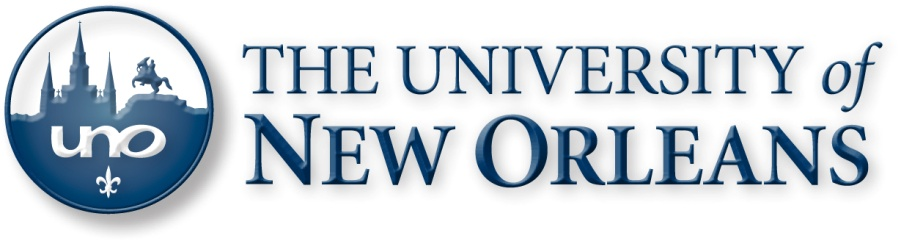 uno
THE UNIVERSITY of
NEW ORLEANS